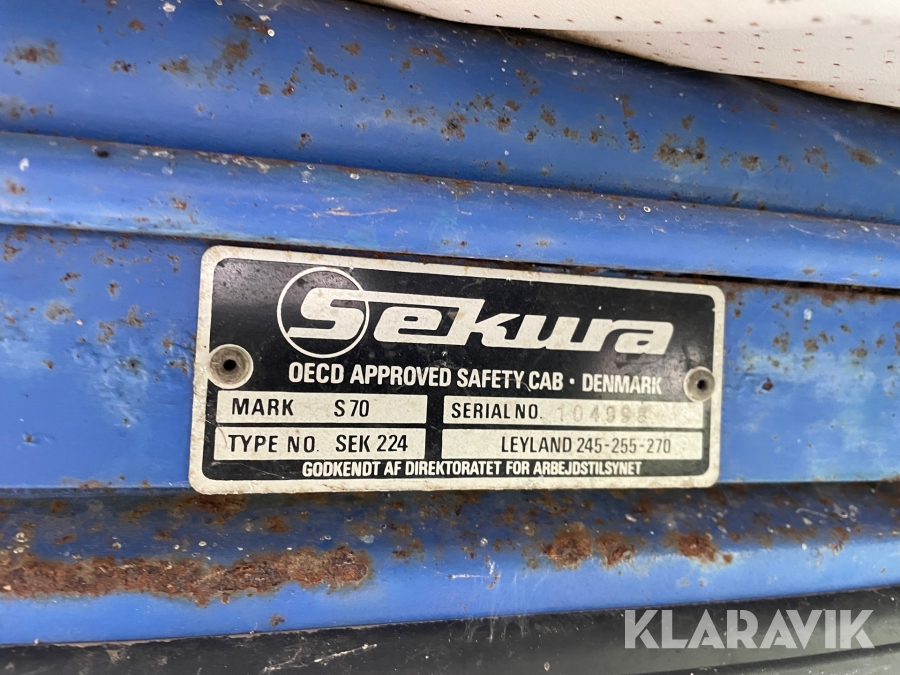 Sekura
OECD APPROVED SAFETY CAB · DENMARK
MARK S70 SERIAL NO.
TYPE NO. SEK 224 LEYLAND 245-255-270
GODKENDT AF DIREKTORATET FOR ARBEJDSTILSYNET
KLARAVIK